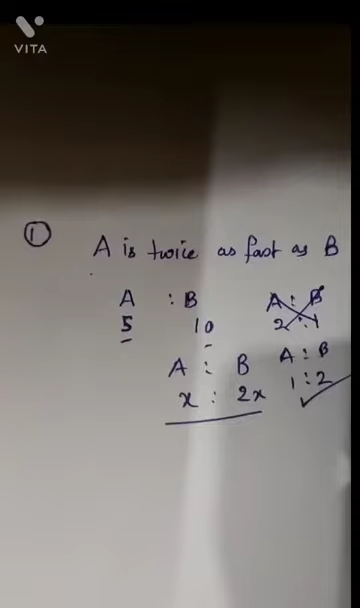 VITA
① A is twice as fast as B
A : B
5 10
A : B
2 : 1
A : B
x : 2x
A : B
1 : 2